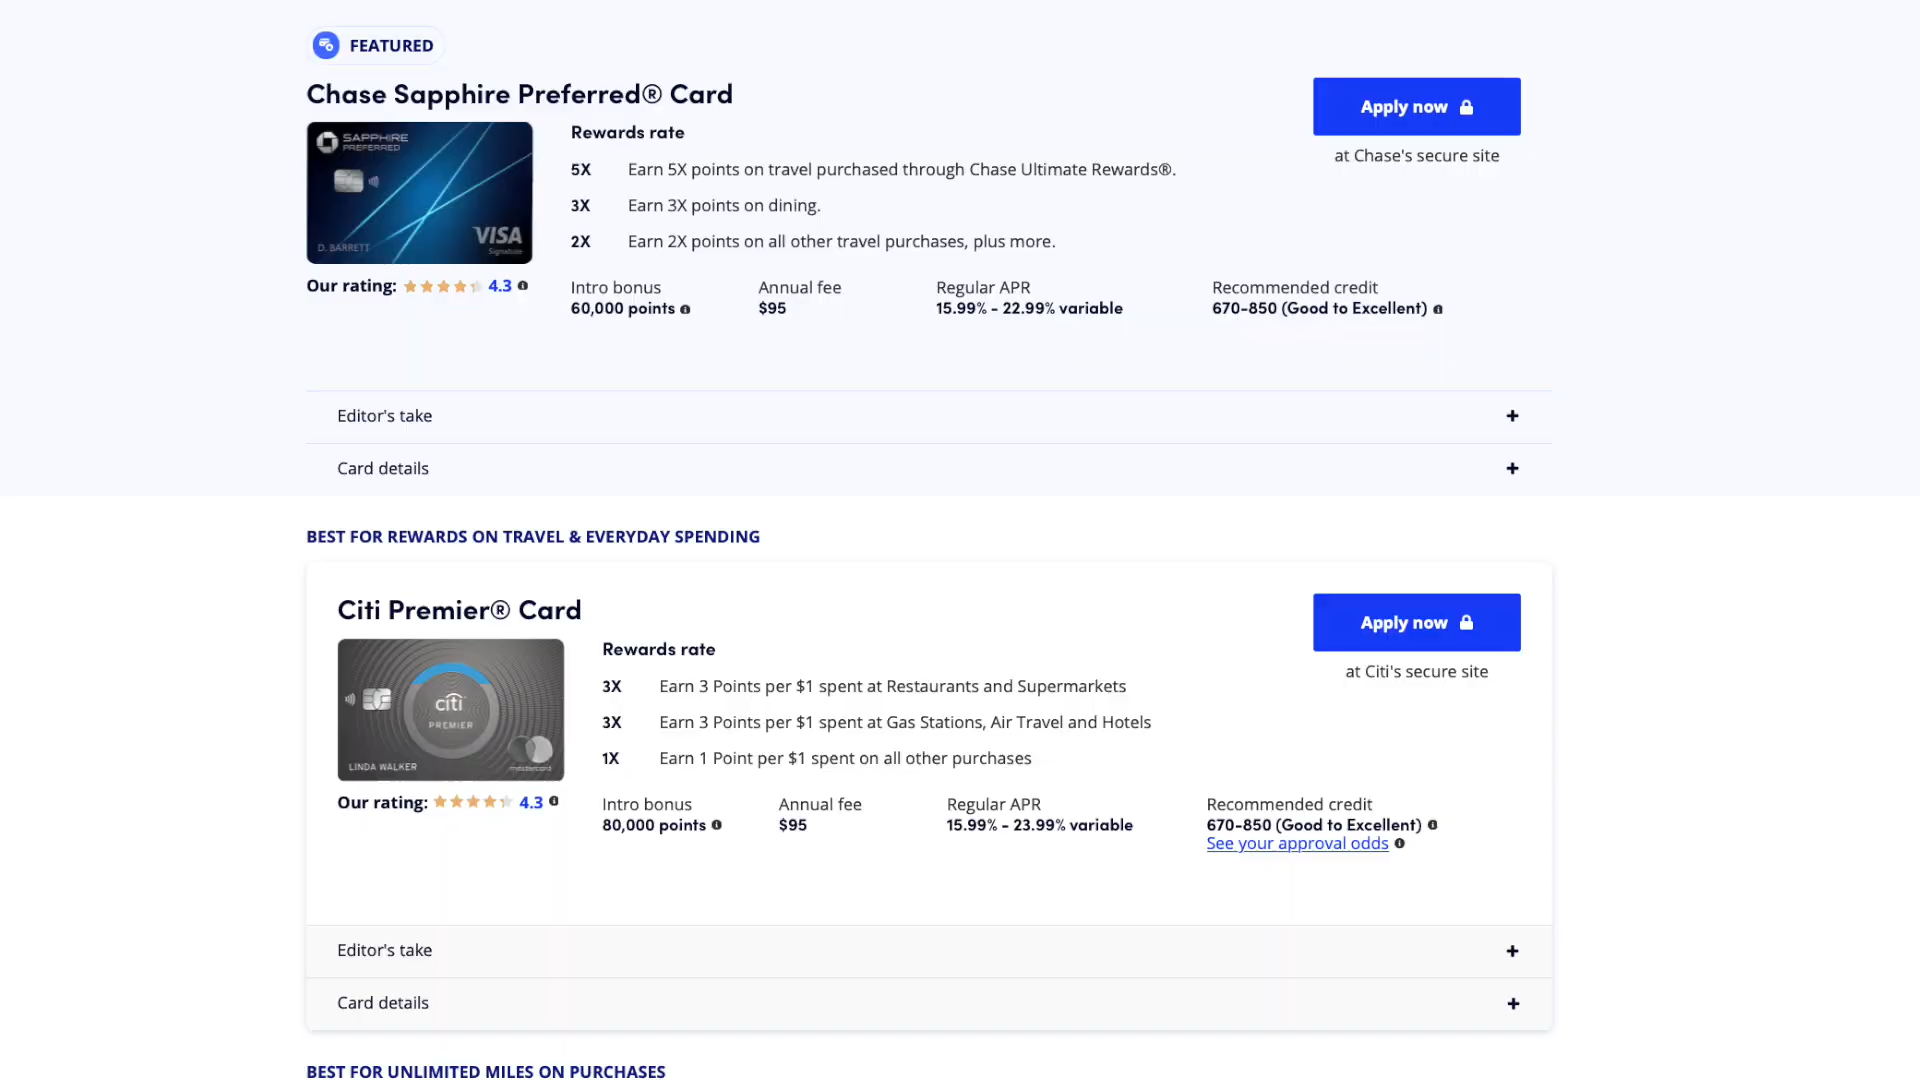 FEATURED
Chase Sapphire Preferred® Card
Apply now
at Chase's secure site
SAPPHIRE
PREFERRED
D. BARRETT
VISA
Signature
Rewards rate
5X Earn 5X points on travel purchased through Chase Ultimate Rewards®.
3X Earn 3X points on dining.
2X Earn 2X points on all other travel purchases, plus more.
Our rating: 4.3
Intro bonus Annual fee Regular APR Recommended credit
60,000 points $95 15.99% - 22.99% variable 670-850 (Good to Excellent)
Editor's take
Card details
BEST FOR REWARDS ON TRAVEL & EVERYDAY SPENDING
Citi Premier® Card
Apply now
at Citi's secure site
citi
PREMIER
LINDA WALKER
mastercard
Rewards rate
3X Earn 3 Points per $1 spent at Restaurants and Supermarkets
3X Earn 3 Points per $1 spent at Gas Stations, Air Travel and Hotels
1X Earn 1 Point per $1 spent on all other purchases
Our rating: 4.3
Intro bonus Annual fee Regular APR Recommended credit
80,000 points $95 15.99% - 23.99% variable 670-850 (Good to Excellent)
See your approval odds
Editor's take
Card details
BEST FOR UNLIMITED MILES ON PURCHASES